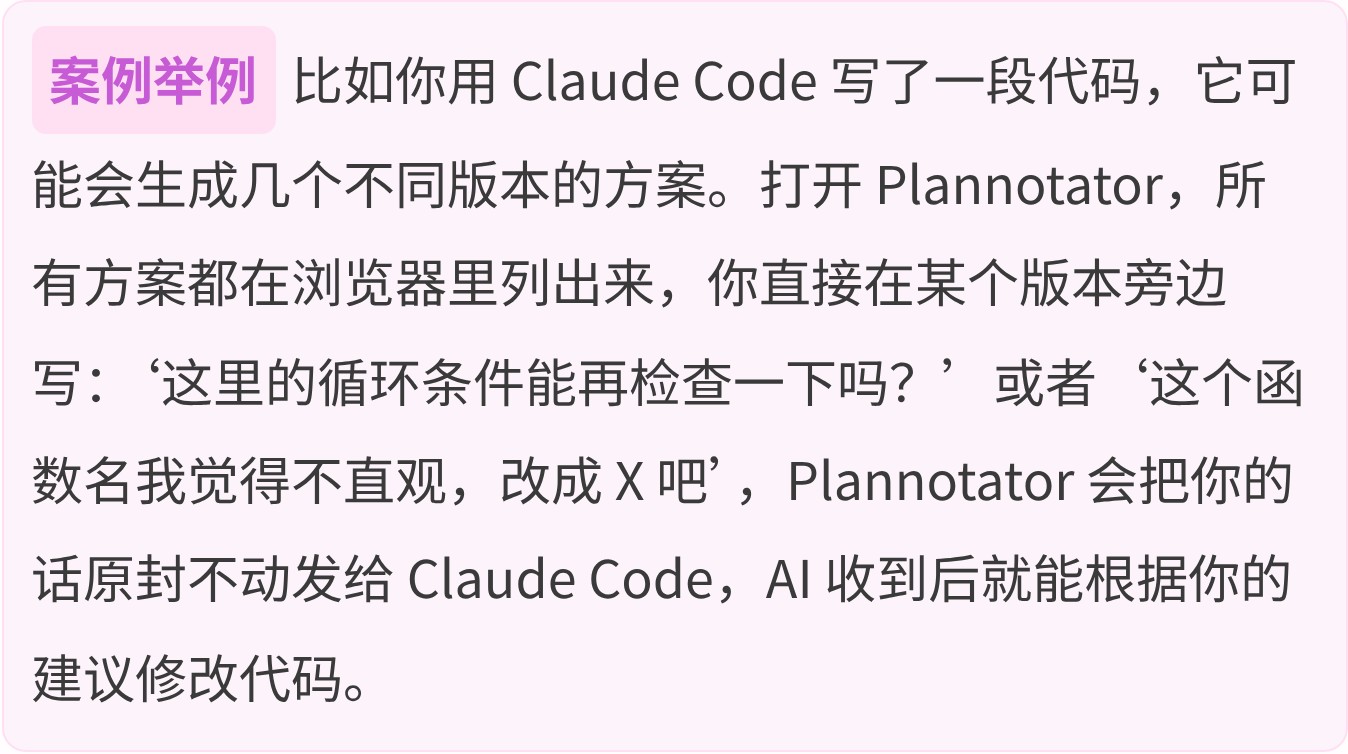 案例举例 比如你用 Claude Code 写了一段代码，它可
能会生成几个不同版本的方案。打开 Plannotator，所
有方案都在浏览器里列出来，你直接在某个版本旁边
写：‘这里的循环条件能再检查一下吗？’ 或者 ‘这个函
数名我觉得不直观，改成 X 吧’，Plannotator 会把你的
话原封不动发给 Claude Code，AI 收到后就能根据你的
建议修改代码。